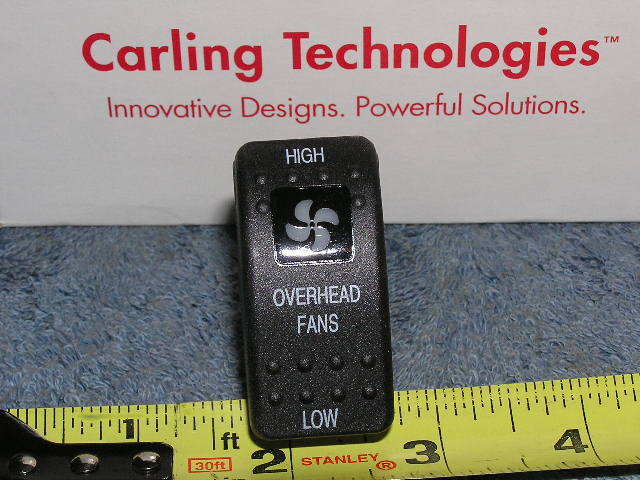 Carling Technologies™
Innovative Designs. Powerful Solutions.
HIGH
OVERHEAD
FANS
LOW
1 ft 2 3 4
30ft STANLEY®